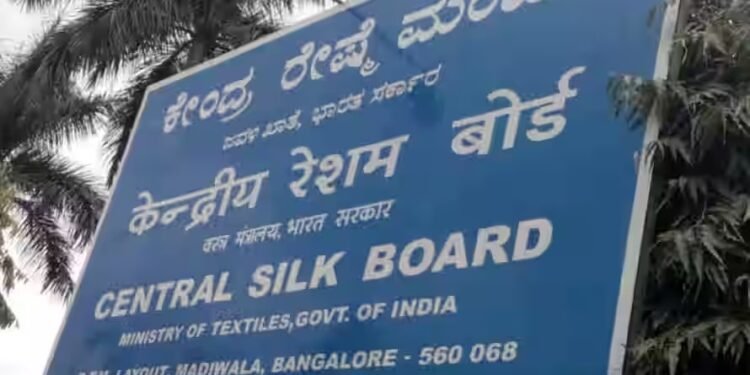 ಕೇಂದ್ರ ರೇಷ್ಮೆ
ಜವಳಿ ಖಾತೆ, ಭಾರತ ಸರ್ಕಾರ
केन्द्रीय रेशम बोर्ड
वस्त्र मंत्रालय, भारत सरकार
CENTRAL SILK BOARD
MINISTRY OF TEXTILES,GOVT. OF INDIA
LAYOUT, MADIWALA, BANGALORE - 560 068